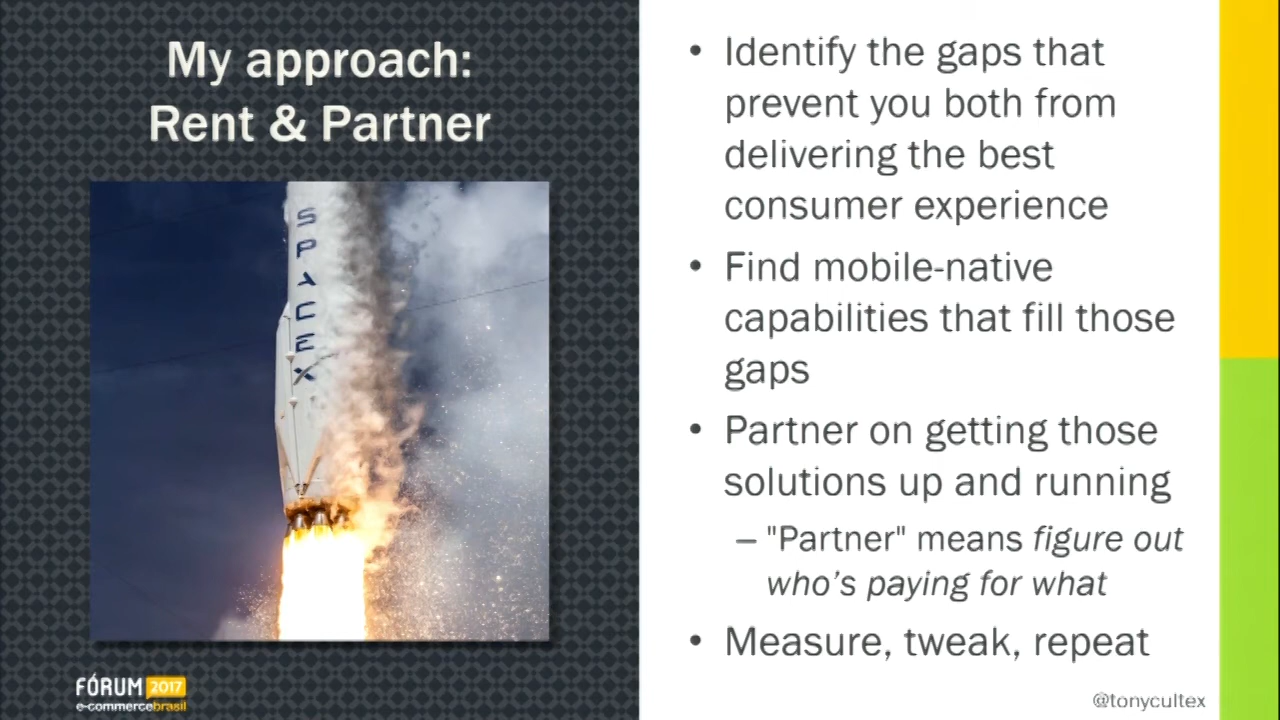 My approach:
Rent & Partner
SPACEX
FÓRUM 2017
e-commercebrasil
• Identify the gaps that
prevent you both from
delivering the best
consumer experience
• Find mobile-native
capabilities that fill those
gaps
• Partner on getting those
solutions up and running
– "Partner" means figure out
who's paying for what
• Measure, tweak, repeat
@tonycultex